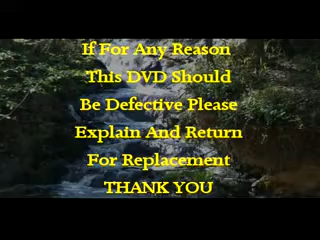 If For Any Reason
This DVD Should
Be Defective Please
Explain And Return
For Replacement
THANK YOU